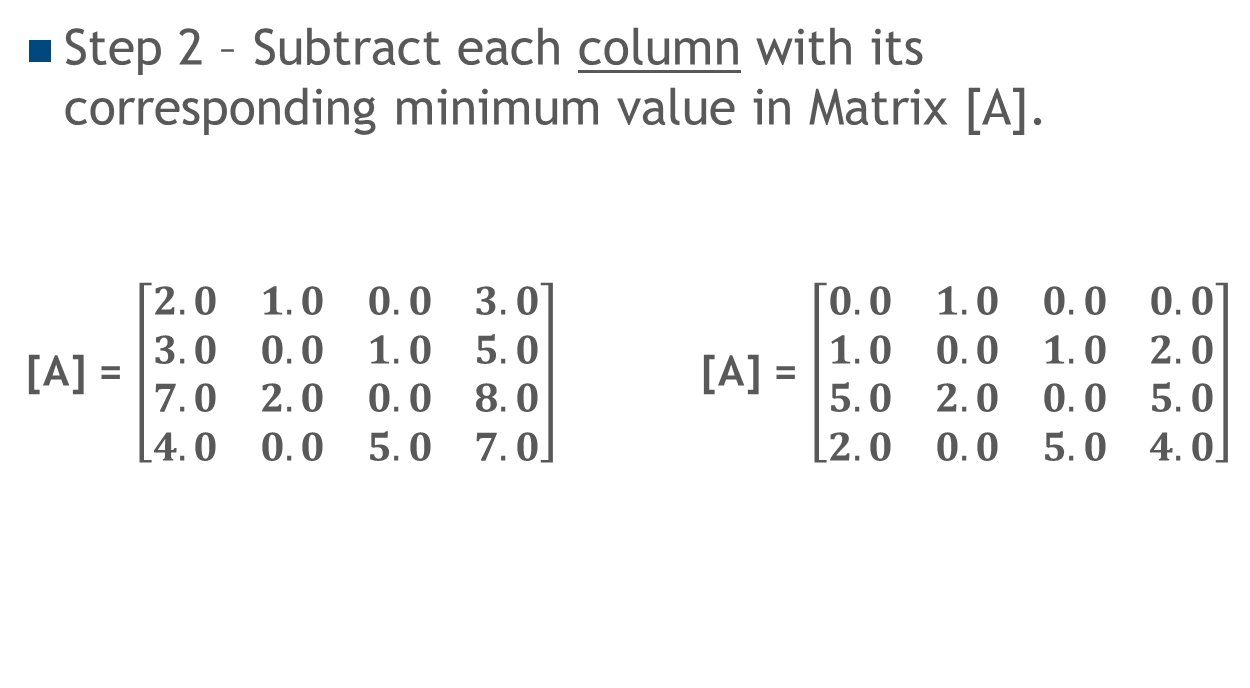 Step 2 – Subtract each column with its
corresponding minimum value in Matrix [A].
[A] =
2.0 1.0 0.0 3.0
3.0 0.0 1.0 5.0
7.0 2.0 0.0 8.0
4.0 0.0 5.0 7.0
[A] =
0.0 1.0 0.0 0.0
1.0 0.0 1.0 2.0
5.0 2.0 0.0 5.0
2.0 0.0 5.0 4.0